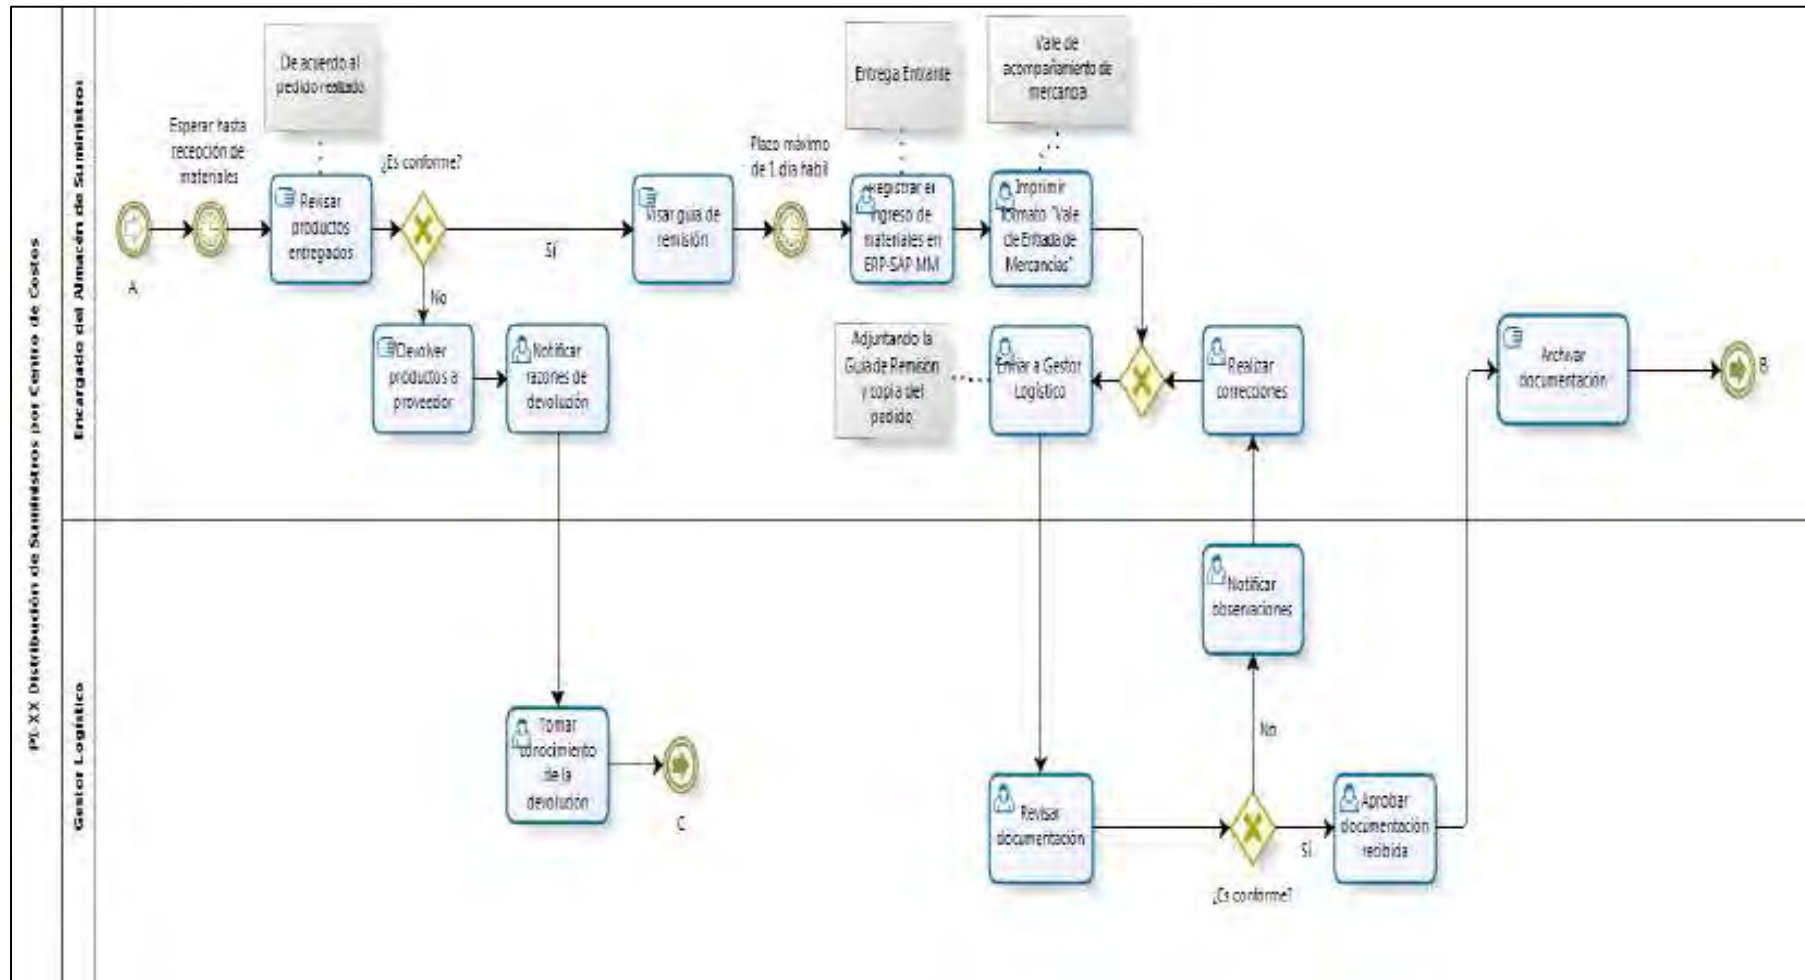 PI-XX Distribución de Suministros por Centro de Costos
Encargado del Almacén de Suministros
De acuerdo al
pedido realizado
Esperar hasta
recepción de
materiales
¿Es conforme?
A
Revisar
productos
entregados
Sí
No
Visar guía de
remisión
Plazo máximo
de 1 día hábil
Entrega Entrante
Registrar el
ingreso de
materiales en
ERP-SAP MM
Vale de
acompañamiento de
mercancía
Imprimir
formato "Vale
de Entrada de
Mercancías"
Devolver
productos a
proveedor
Notificar
razones de
devolución
Adjuntando la
Guía de Remisión
y copia del
pedido
Enviar a Gestor
Logístico
Realizar
correcciones
Archivar
documentación
B
Gestor Logístico
Tomar
conocimiento
de la
devolución
C
Notificar
observaciones
No
Revisar
documentación
Sí
¿Es conforme?
Aprobar
documentación
recibida